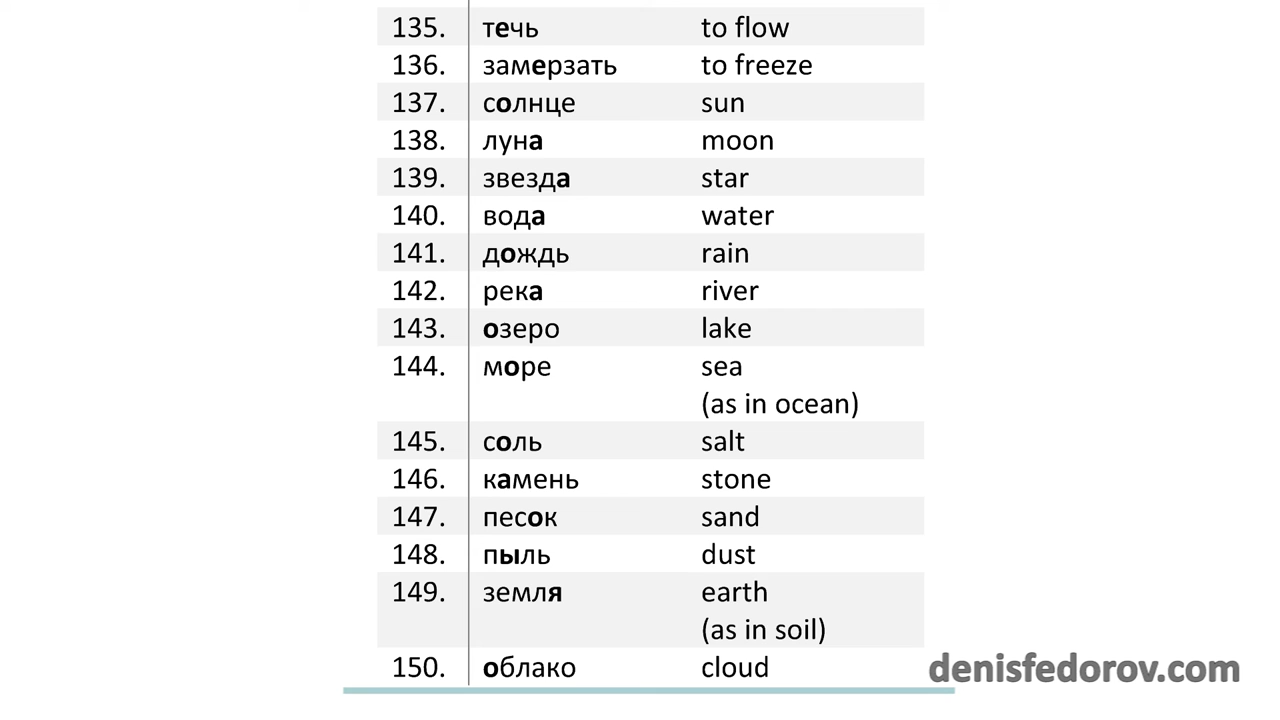 135. течь to flow
136. замерзать to freeze
137. солнце sun
138. луна moon
139. звезда star
140. вода water
141. дождь rain
142. река river
143. озеро lake
144. море sea
(as in ocean)
145. соль salt
146. камень stone
147. песок sand
148. пыль dust
149. земля earth
(as in soil)
150. облако cloud
denisfedorov.com